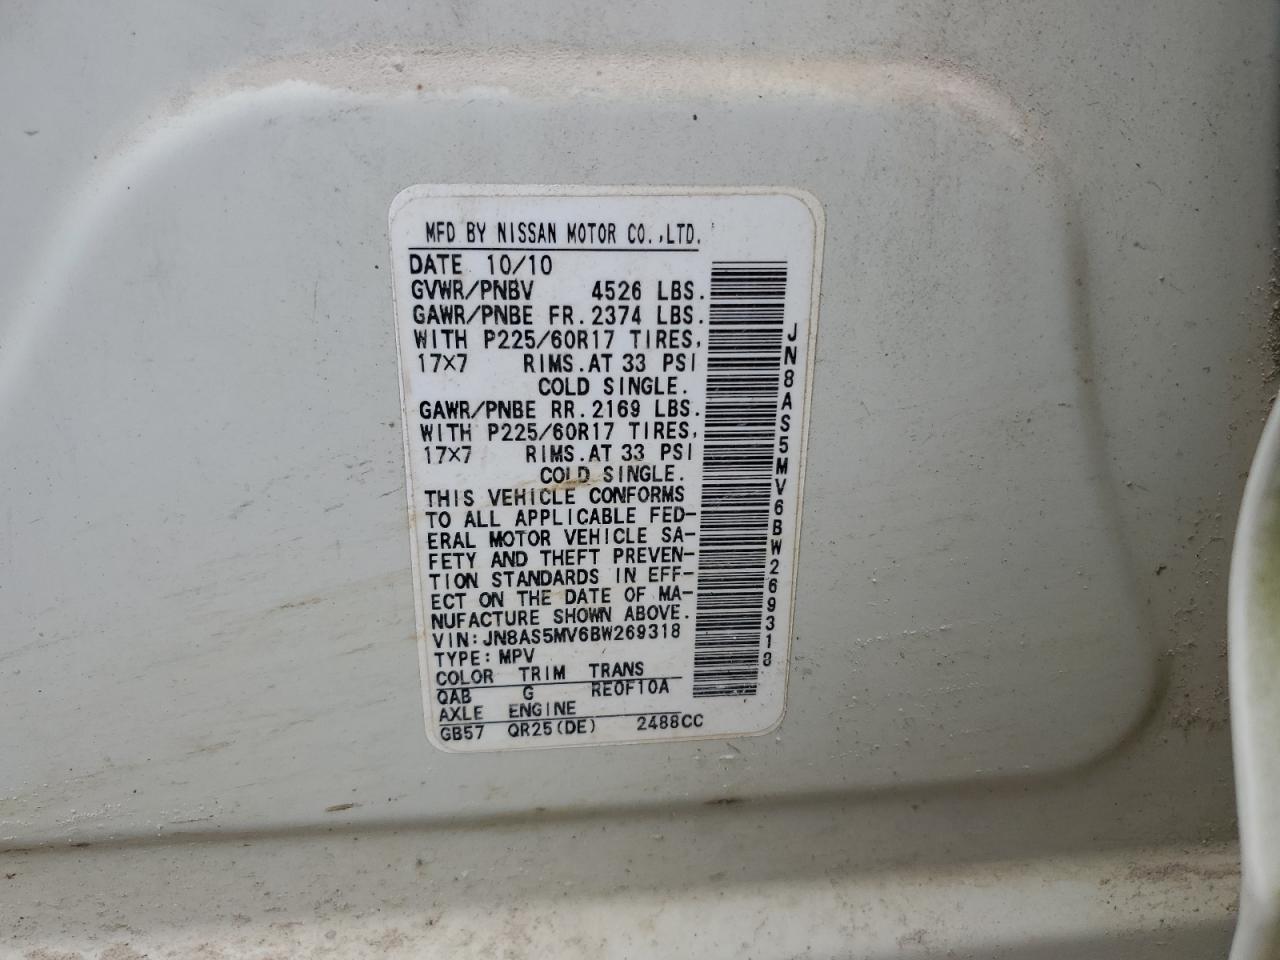 MFD BY NISSAN MOTOR CO.,LTD.
DATE 10/10
GVWR/PNBV 4526 LBS.
GAWR/PNBE FR.2374 LBS.
WITH P225/60R17 TIRES,
17×7 RIMS.AT 33 PSI
COLD SINGLE.
GAWR/PNBE RR.2169 LBS.
WITH P225/60R17 TIRES,
17×7 RIMS.AT 33 PSI
COLD SINGLE.
THIS VEHICLE CONFORMS
TO ALL APPLICABLE FED-
ERAL MOTOR VEHICLE SA-
FETY AND THEFT PREVEN-
TION STANDARDS IN EFF-
ECT ON THE DATE OF MA-
NUFACTURE SHOWN ABOVE.
VIN:JN8AS5MV6BW269318
TYPE:MPV
COLOR TRIM TRANS
QAB G RE0F10A
AXLE ENGINE
GB57 QR25(DE) 2488CC
JN8AS5MV6BW269318